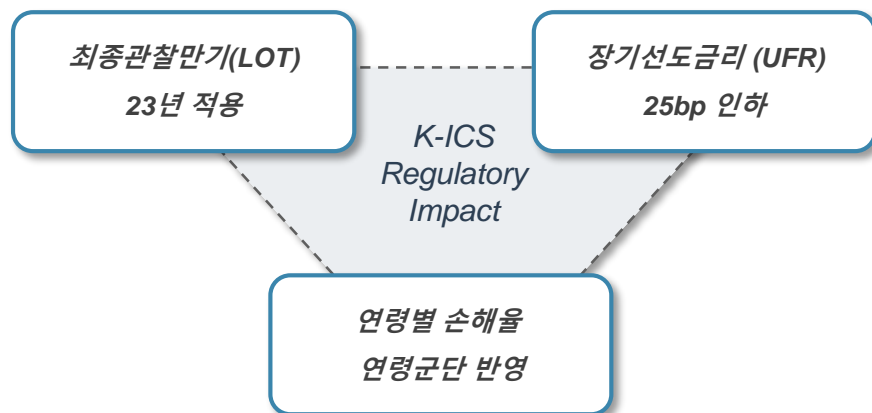 최종관찰만기(LOT)
23년 적용
장기선도금리 (UFR)
25bp 인하
K-ICS
Regulatory
Impact
연령별 손해율
연령군단 반영